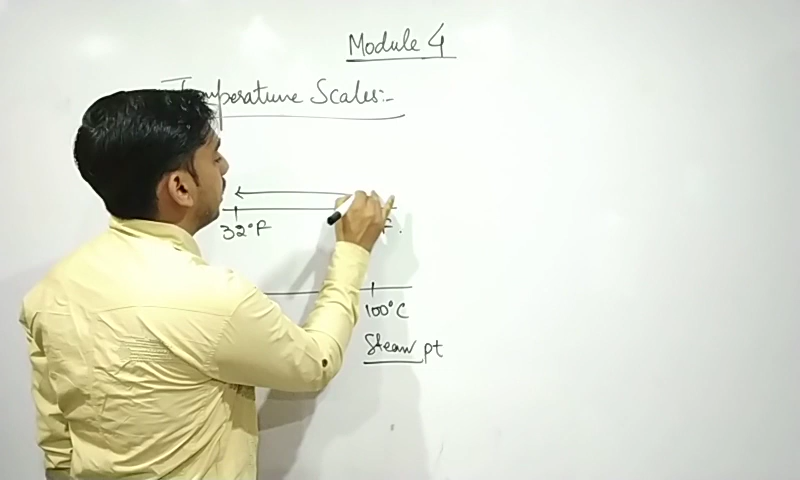 Module 4
Temperature Scales:-
32°F F.
100°C
Steam pt